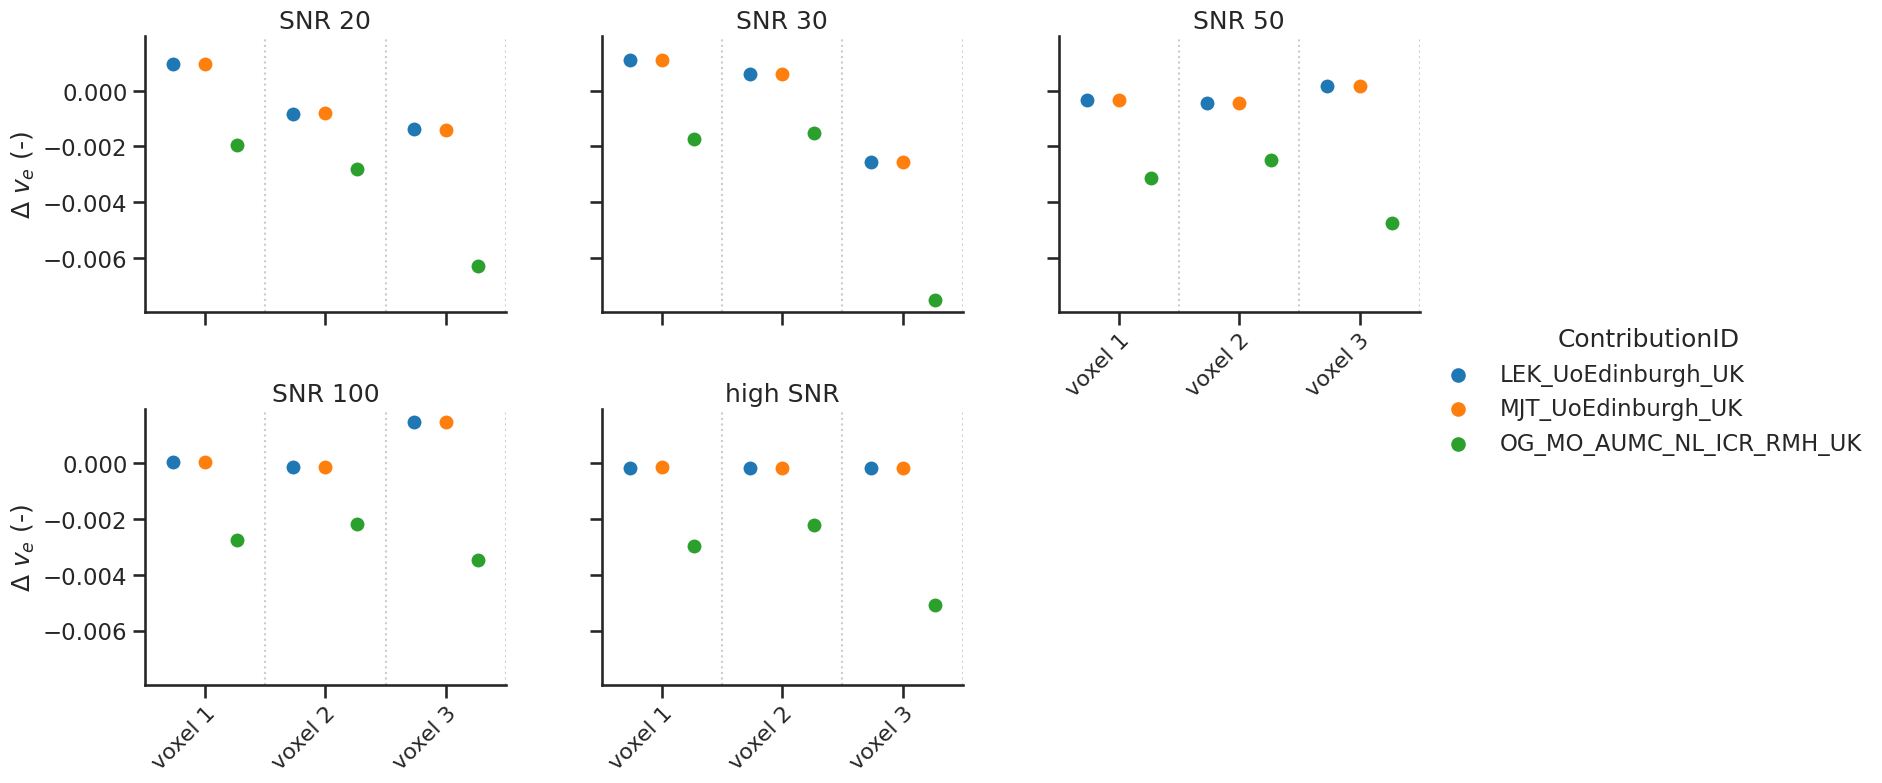 SNR 20
SNR 30
SNR 50
0.000
−0.002
−0.004
−0.006
Δ vₑ (-)
voxel 1
voxel 2
voxel 3
ContributionID
LEK_UoEdinburgh_UK
MJT_UoEdinburgh_UK
OG_MO_AUMC_NL_ICR_RMH_UK
SNR 100
high SNR
0.000
−0.002
−0.004
−0.006
Δ vₑ (-)
voxel 1
voxel 2
voxel 3
voxel 1
voxel 2
voxel 3